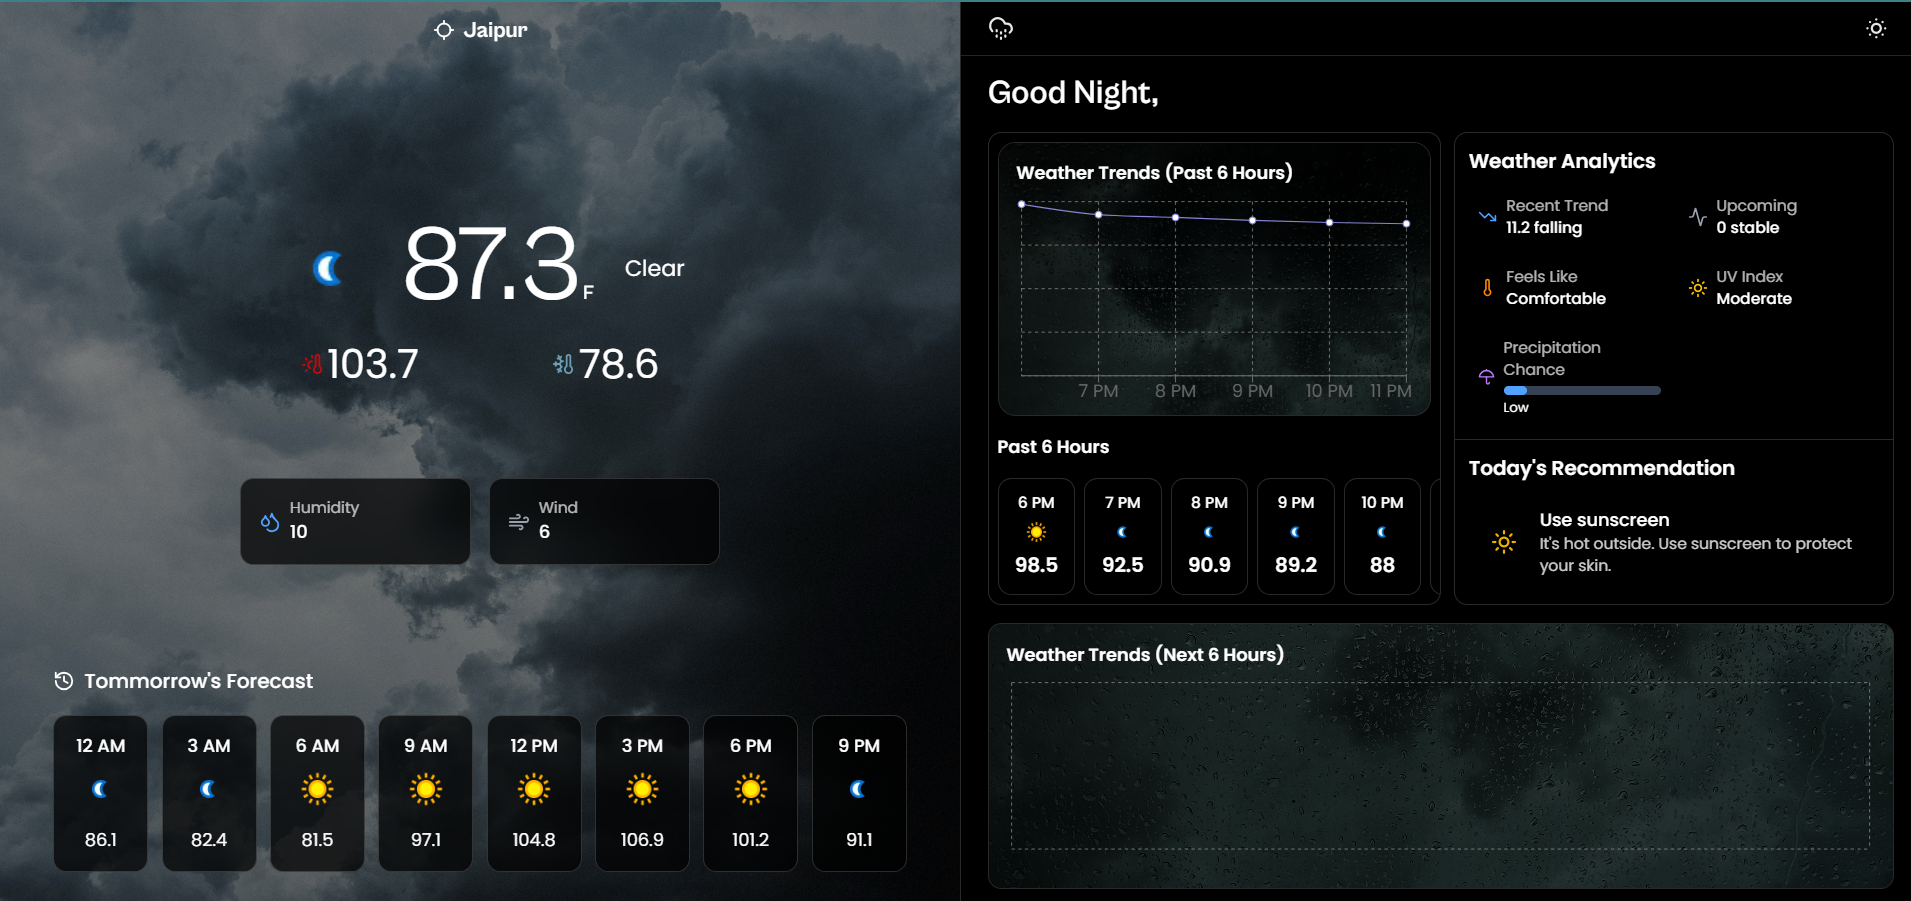 Jaipur
87.3 F
Clear
103.7
78.6
Humidity
10
Wind
6
Tommorrow's Forecast
12 AM 3 AM 6 AM 9 AM 12 PM 3 PM 6 PM 9 PM
86.1 82.4 81.5 97.1 104.8 106.9 101.2 91.1
Good Night,
Weather Trends (Past 6 Hours)
7 PM 8 PM 9 PM 10 PM 11 PM
Past 6 Hours
6 PM 7 PM 8 PM 9 PM 10 PM
98.5 92.5 90.9 89.2 88
Weather Analytics
Recent Trend
11.2 falling
Upcoming
0 stable
Feels Like
Comfortable
UV Index
Moderate
Precipitation
Chance
Low
Today's Recommendation
Use sunscreen
It's hot outside. Use sunscreen to protect
your skin.
Weather Trends (Next 6 Hours)